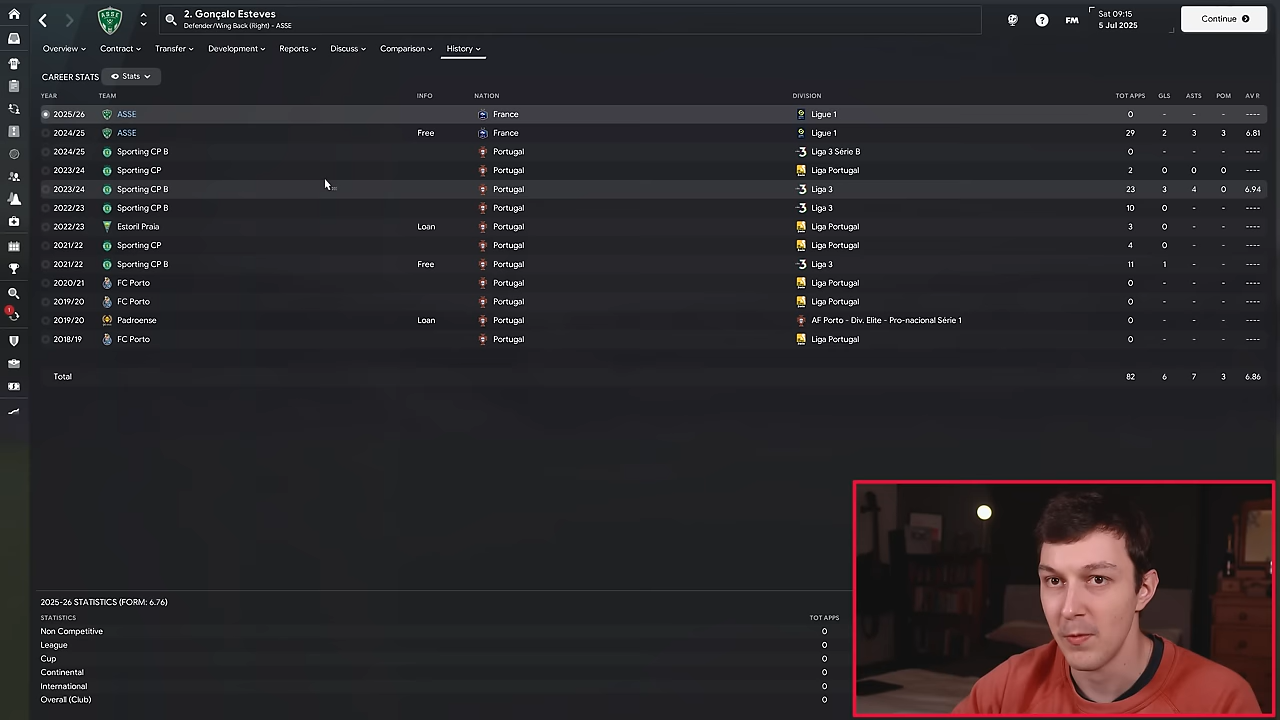 2. Gonçalo Esteves
Defender/Wing Back (Right) - ASSE
FM
Sat 09:15
5 Jul 2025
Continue
Overview
Contract
Transfer
Development
Reports
Discuss
Comparison
History
CAREER STATS
Stats
YEAR TEAM INFO NATION DIVISION TOT APPS GLS ASTS POM AV R
2025/26 ASSE France Ligue 1 0 - - - ----
2024/25 ASSE Free France Ligue 1 29 2 3 3 6.81
2024/25 Sporting CP B Portugal Liga 3 Série B 0 - - - ----
2023/24 Sporting CP Portugal Liga Portugal 2 0 0 0 ----
2023/24 Sporting CP B Portugal Liga 3 23 3 4 0 6.94
2022/23 Sporting CP B Portugal Liga 3 10 0 - - ----
2022/23 Estoril Praia Loan Portugal Liga Portugal 3 0 - - ----
2021/22 Sporting CP Portugal Liga Portugal 4 0 - - ----
2021/22 Sporting CP B Free Portugal Liga 3 11 1 - - ----
2020/21 FC Porto Portugal Liga Portugal 0 - - - ----
2019/20 FC Porto Portugal Liga Portugal 0 - - - ----
2019/20 Padroense Loan Portugal AF Porto - Div. Elite - Pro-nacional Série 1 0 - - - ----
2018/19 FC Porto Portugal Liga Portugal 0 - - - ----
Total 82 6 7 3 6.86
2025-26 STATISTICS (FORM: 6.76)
STATISTICS TOT APPS
Non Competitive 0
League 0
Cup 0
Continental 0
International 0
Overall (Club) 0